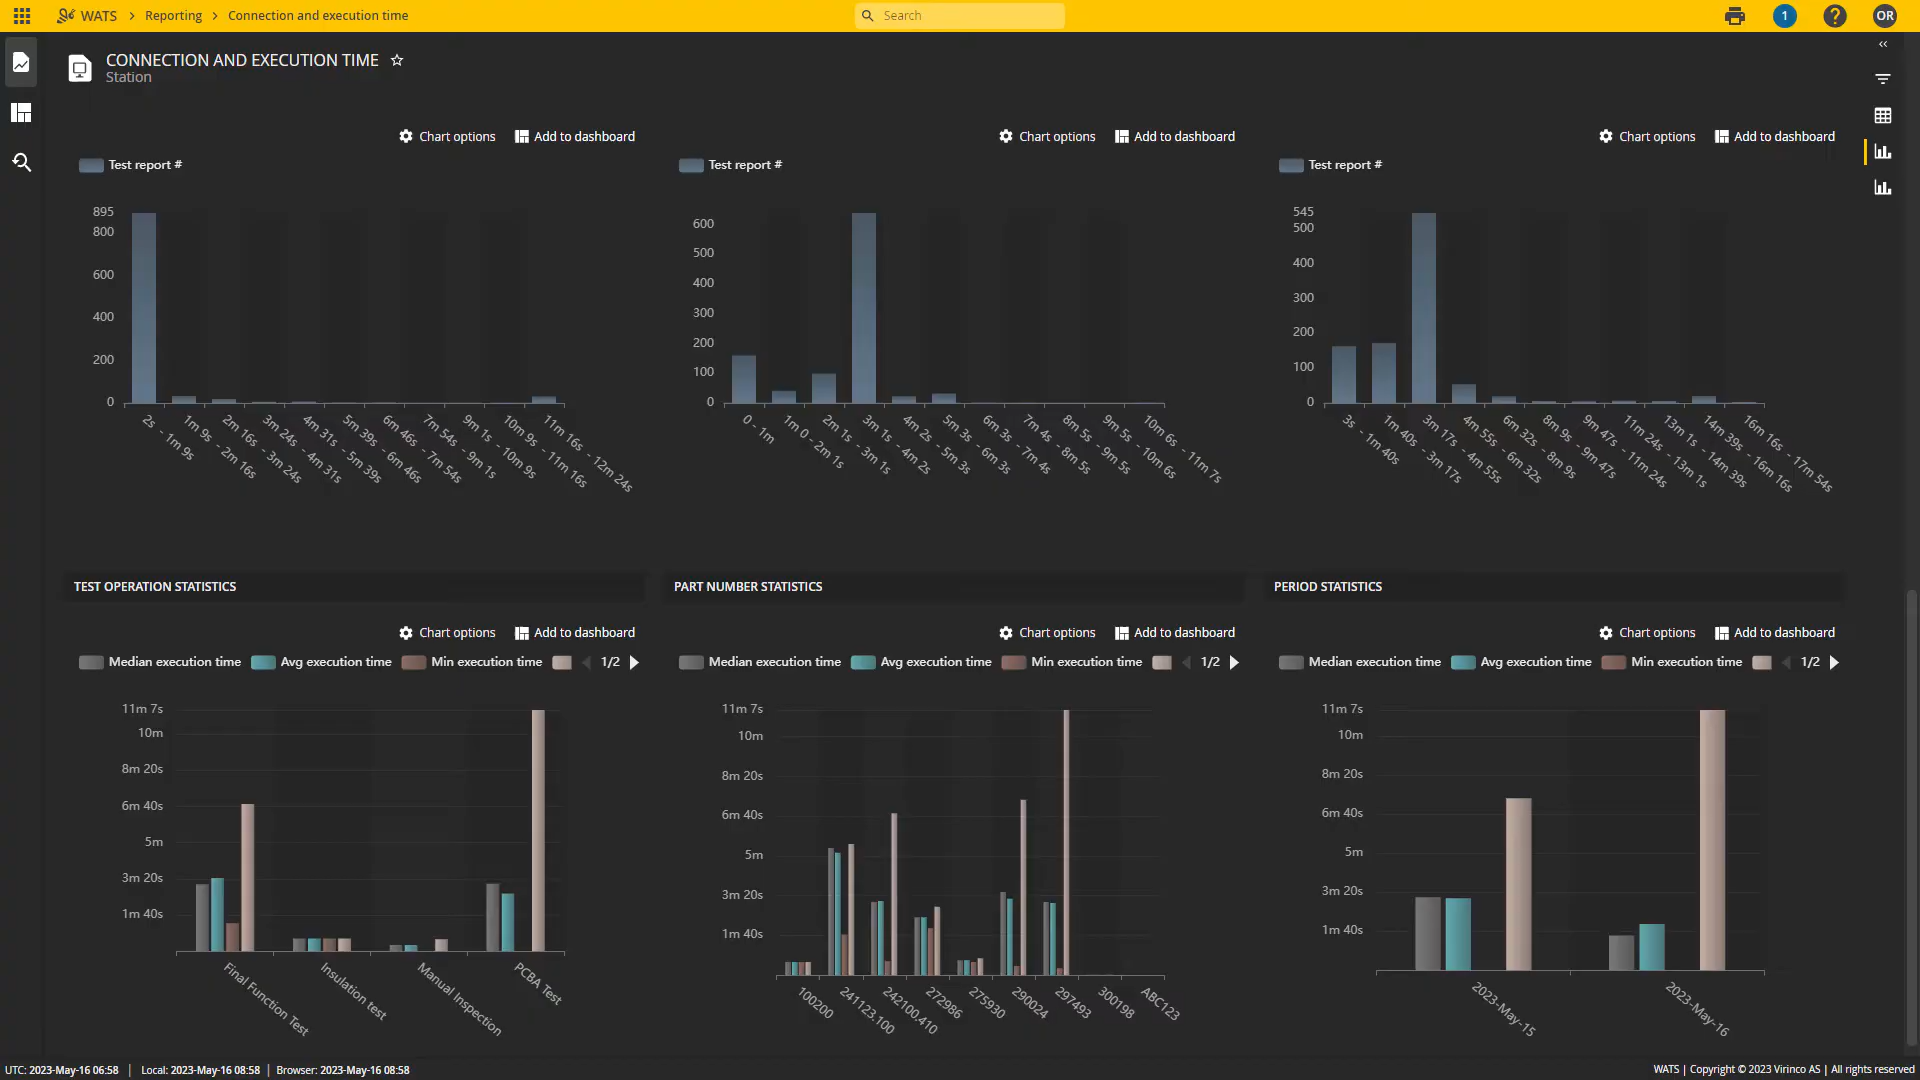 WATS > Reporting > Connection and execution time
Search
1
?
OR
CONNECTION AND EXECUTION TIME
Station
Chart options
Add to dashboard
Test report #
895
800
600
400
200
0
2s - 1m 9s
1m 9s - 2m 16s
2m 16s - 3m 24s
3m 24s - 4m 31s
4m 31s - 5m 39s
5m 39s - 6m 46s
6m 46s - 7m 54s
7m 54s - 9m 1s
9m 1s - 10m 9s
10m 9s - 11m 16s
11m 16s - 12m 24s
Chart options
Add to dashboard
Test report #
600
500
400
300
200
100
0
0 - 1m
1m 0 - 2m 1s
2m 1s - 3m 1s
3m 1s - 4m 2s
4m 2s - 5m 3s
5m 3s - 6m 3s
6m 3s - 7m 4s
7m 4s - 8m 5s
8m 5s - 9m 5s
9m 5s - 10m 6s
10m 6s - 11m 7s
Chart options
Add to dashboard
Test report #
545
500
400
300
200
100
0
3s - 1m 40s
1m 40s - 3m 17s
3m 17s - 4m 55s
4m 55s - 6m 32s
6m 32s - 8m 9s
8m 9s - 9m 47s
9m 47s - 11m 24s
11m 24s - 13m 1s
13m 1s - 14m 39s
14m 39s - 16m 16s
16m 16s - 17m 54s
TEST OPERATION STATISTICS
Chart options
Add to dashboard
Median execution time
Avg execution time
Min execution time
1/2
11m 7s
10m
8m 20s
6m 40s
5m
3m 20s
1m 40s
Final Function Test
Insulation test
Manual Inspection
PCBA Test
PART NUMBER STATISTICS
Chart options
Add to dashboard
Median execution time
Avg execution time
Min execution time
1/2
11m 7s
10m
8m 20s
6m 40s
5m
3m 20s
1m 40s
100200
241123.100
242100.410
272986
275930
290024
297493
300198
ABC123
PERIOD STATISTICS
Chart options
Add to dashboard
Median execution time
Avg execution time
Min execution time
1/2
11m 7s
10m
8m 20s
6m 40s
5m
3m 20s
1m 40s
2023-May-15
2023-May-16
UTC: 2023-May-16 06:58 | Local: 2023-May-16 08:58 | Browser: 2023-May-16 08:58
WATS | Copyright © 2023 Virinco AS | All rights reserved